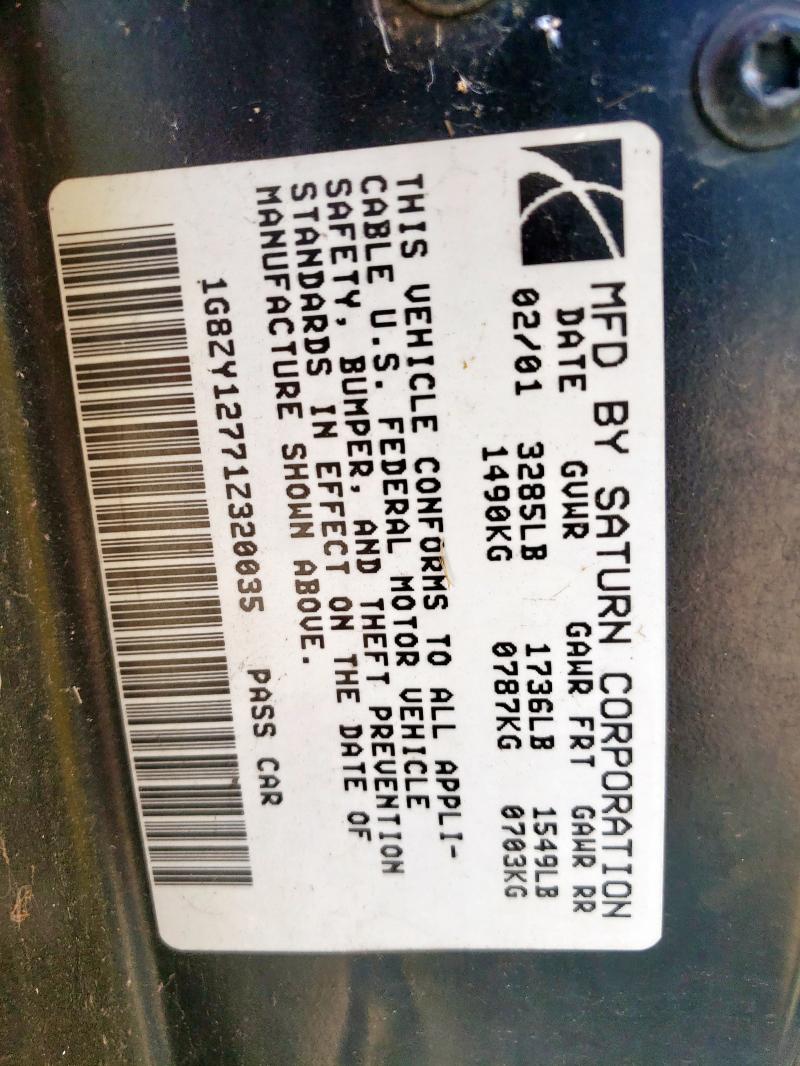 MFD BY SATURN CORPORATION
DATE GVWR GAWR FRT GAWR RR
02/01 3285LB 1736LB 1549LB
1490KG 0787KG 0703KG
THIS VEHICLE CONFORMS TO ALL APPLI-
CABLE U.S. FEDERAL MOTOR VEHICLE
SAFETY, BUMPER, AND THEFT PREVENTION
STANDARDS IN EFFECT ON THE DATE OF
MANUFACTURE SHOWN ABOVE.
1G8ZY12771Z320035 PASS CAR